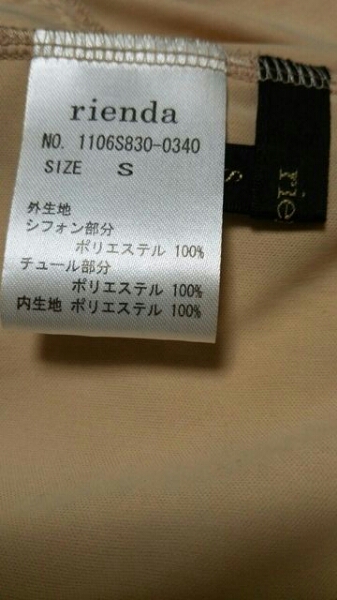 rienda
NO. 1106S830-0340
SIZE S
外生地
シフォン部分
ポリエステル 100%
チュール部分
ポリエステル 100%
内生地 ポリエステル 100%
S
rie